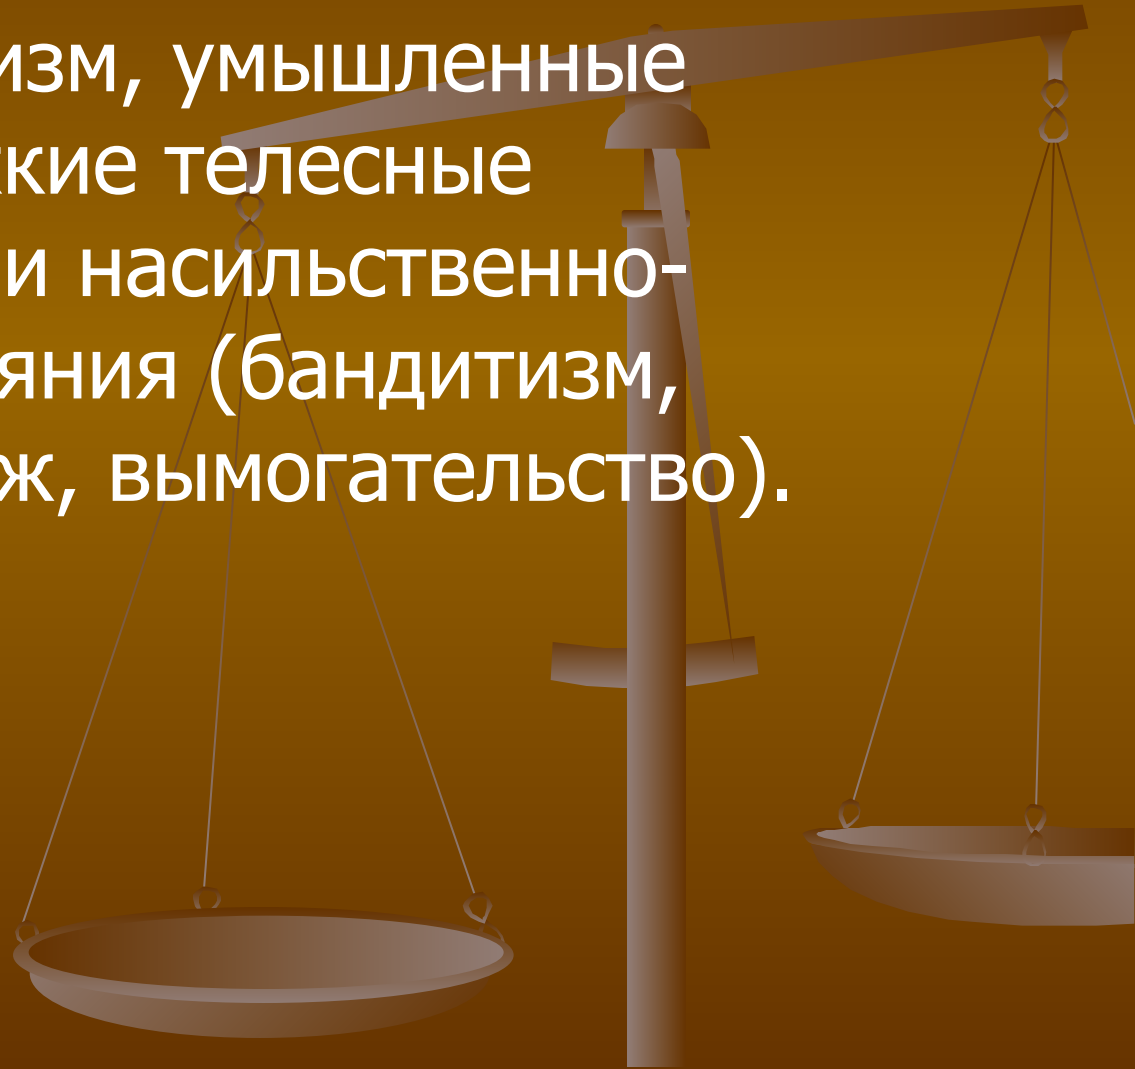 изм, умышленные
кие телесные
и насильственно-
яния (бандитизм,
ж, вымогательство).